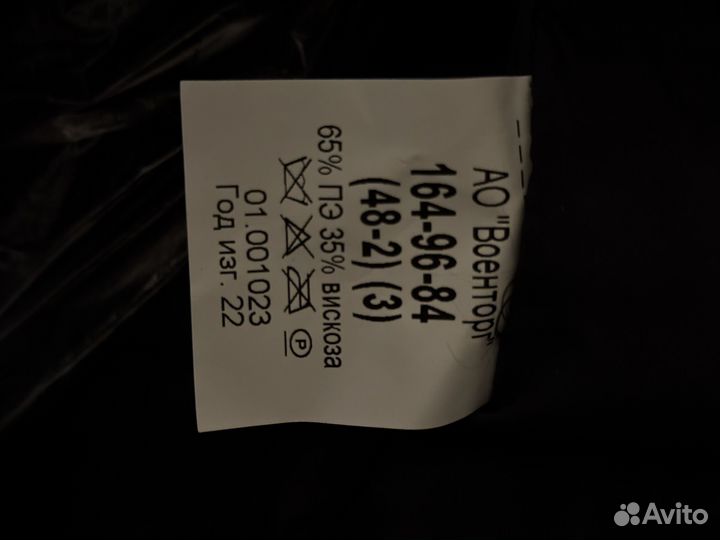 АО "Военторг"
164-96-84
(48-2) (3)
65% ПЭ 35% вискоза
P
01.001023
Год изг. 22
Avito